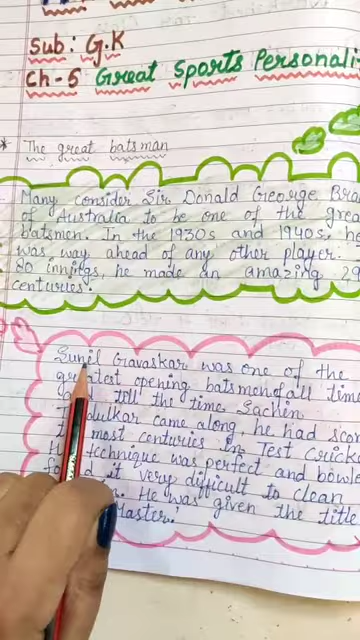 Sub: G.K
Ch-5 Great Sports Personali
* The great batsman
Many consider Sir Donald George Bra
of Australia to be one of the grea
batsmen. In the 1930s and 1940s, he
was way ahead of any other player.
80 innings, he made an amazing 29
centuries.
Sunil Gavaskar was one of the
greatest opening batsmen of all time
till the time Sachen
Tendulkar came along he had scor
most centuries in Test Cricke
technique was perfect and bowle
it very difficult to clean
He was given the title
Master.'